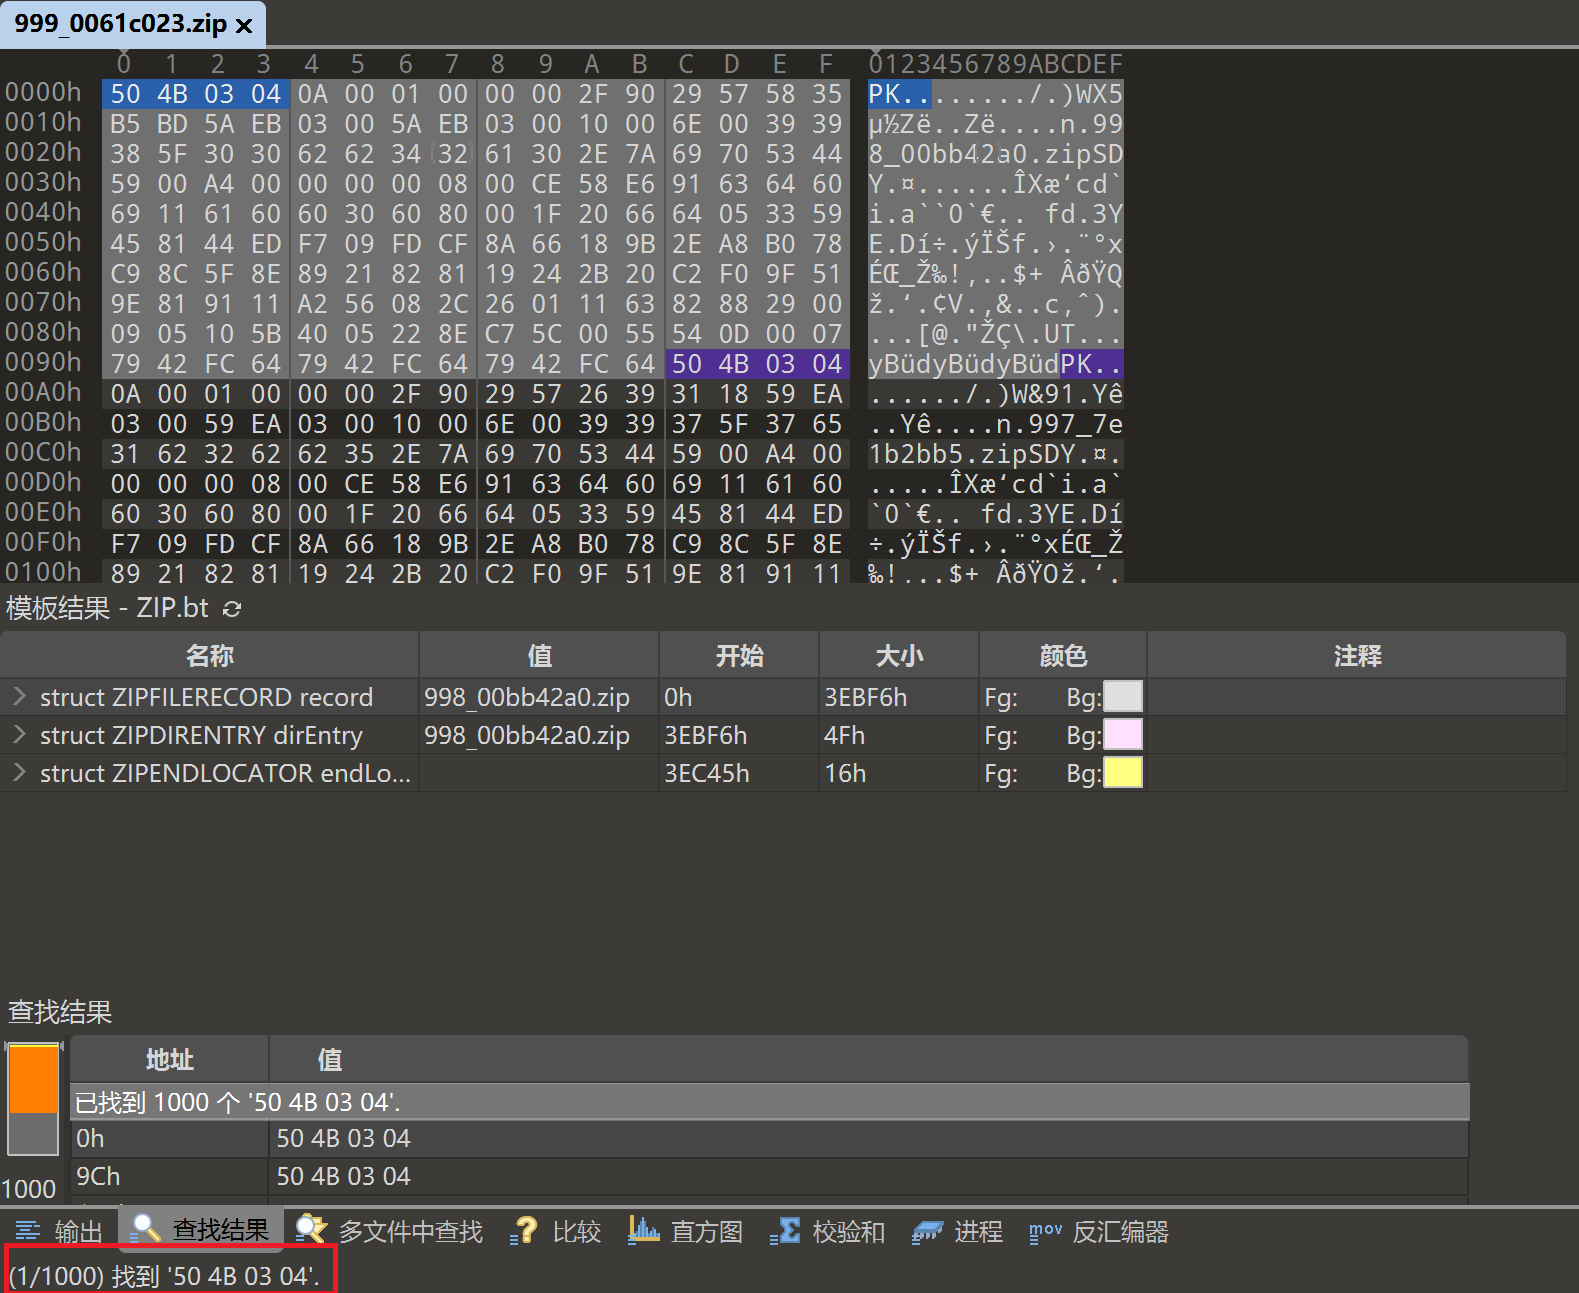 999_0061c023.zip ×
0 1 2 3 4 5 6 7 8 9 A B C D E F 0123456789ABCDEF
0000h 50 4B 03 04 0A 00 01 00 00 00 2F 90 29 57 58 35 PK......../.)WX5
0010h B5 BD 5A EB 03 00 5A EB 03 00 10 00 6E 00 39 39 µ½Zë..Zë....n.99
0020h 38 5F 30 30 62 62 34 32 61 30 2E 7A 69 70 53 44 8_00bb42a0.zipSD
0030h 59 00 A4 00 00 00 00 08 00 CE 58 E6 91 63 64 60 Y.¤......ÎXæ‘cd`
0040h 69 11 61 60 60 30 60 80 00 1F 20 66 64 05 33 59 i.a``0`€.. fd.3Y
0050h 45 81 44 ED F7 09 FD CF 8A 66 18 9B 2E A8 B0 78 E.Dí÷.ýÏŠf.›.¨°x
0060h C9 8C 5F 8E 89 21 82 81 19 24 2B 20 C2 F0 9F 51 ÉŒ_Ž‰!‚..$+ ÂðŸQ
0070h 9E 81 91 11 A2 56 08 2C 26 01 11 63 82 88 29 00 ž.‘.¢V.,&..c‚ˆ).
0080h 09 05 10 5B 40 05 22 8E C7 5C 00 55 54 0D 00 07 ...[@."ŽÇ\.UT...
0090h 79 42 FC 64 79 42 FC 64 79 42 FC 64 50 4B 03 04 yBüdyBüdyBüdPK..
00A0h 0A 00 01 00 00 00 2F 90 29 57 26 39 31 18 59 EA ....../.)W&91.Yê
00B0h 03 00 59 EA 03 00 10 00 6E 00 39 39 37 5F 37 65 ..Yê....n.997_7e
00C0h 31 62 32 62 62 35 2E 7A 69 70 53 44 59 00 A4 00 1b2bb5.zipSDY.¤.
00D0h 00 00 00 08 00 CE 58 E6 91 63 64 60 69 11 61 60 .....ÎXæ‘cd`i.a`
00E0h 60 30 60 80 00 1F 20 66 64 05 33 59 45 81 44 ED `0`€.. fd.3YE.Dí
00F0h F7 09 FD CF 8A 66 18 9B 2E A8 B0 78 C9 8C 5F 8E ÷.ýÏŠf.›.¨°xÉŒ_Ž
0100h 89 21 82 81 19 24 2B 20 C2 F0 9F 51 9E 81 91 11 ‰!‚..$+ ÂðŸQž.‘.
模板结果 - ZIP.bt
名称 值 开始 大小 颜色 注释
struct ZIPFILERECORD record 998_00bb42a0.zip 0h 3EBF6h Fg: Bg:
struct ZIPDIRENTRY dirEntry 998_00bb42a0.zip 3EBF6h 4Fh Fg: Bg:
struct ZIPENDLOCATOR endLo... 3EC45h 16h Fg: Bg:
查找结果
地址 值
已找到 1000 个 '50 4B 03 04'.
0h 50 4B 03 04
9Ch 50 4B 03 04
1000
输出 查找结果 多文件中查找 比较 直方图 校验和 进程 mov 反汇编器
(1/1000) 找到 '50 4B 03 04'.